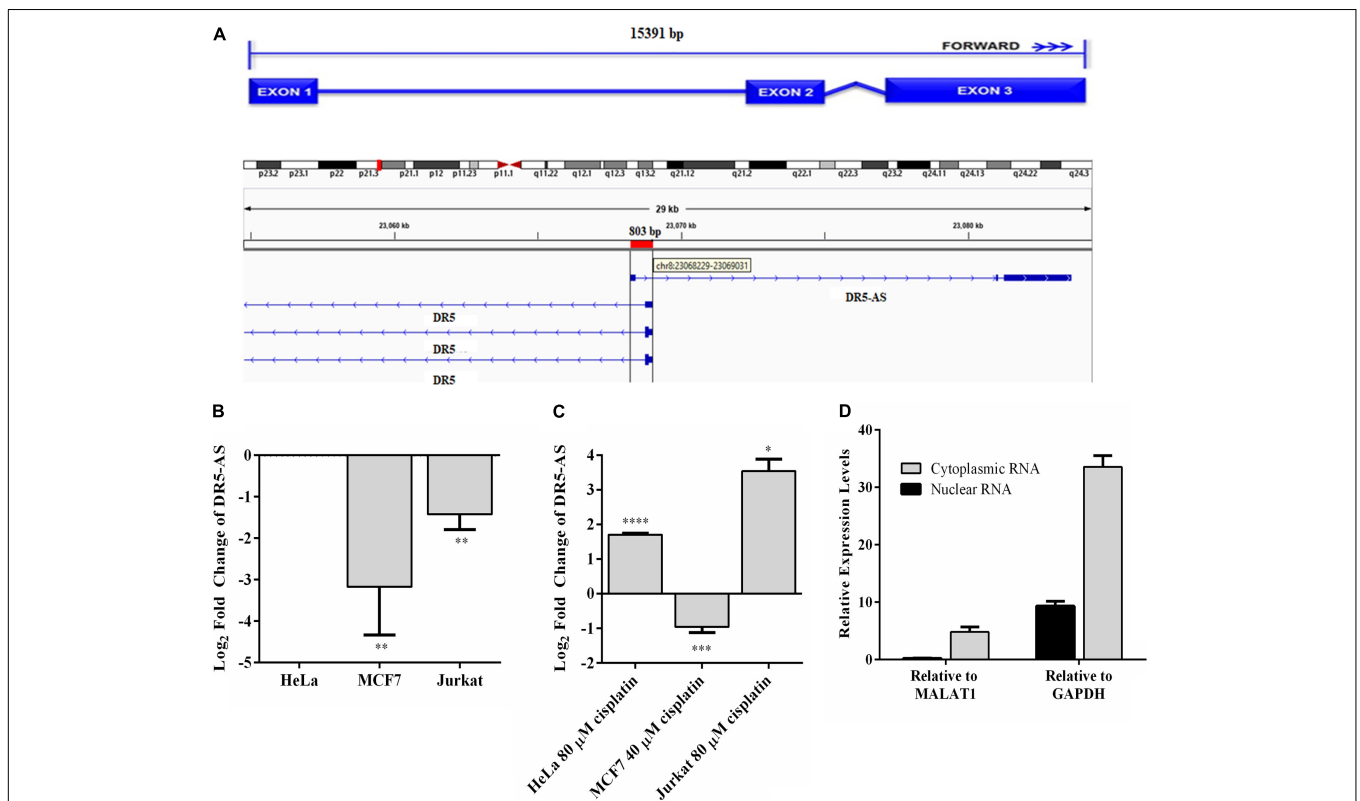 A
15391 bp
FORWARD
EXON 1
EXON 2
EXON 3
p23.2 p23.1 p22 p21.3 p21.1 p12 p11.23 p11.1 q11.22 q12.1 q12.3 q13.2 q21.12 q21.2 q22.1 q22.3 q23.2 q24.11 q24.13 q24.22 q24.3
29 kb
23,060 kb 23,070 kb 23,080 kb
803 bp
chr8:23068229-23069031
DR5-AS
DR5
DR5
DR5
B
Log2 Fold Change of DR5-AS
0
-1
-2
-3
-4
-5
**
**
HeLa MCF7 Jurkat
C
Log2 Fold Change of DR5-AS
4
3
2
1
0
-1
-2
****
***
*
HeLa 80 µM cisplatin
MCF7 40 µM cisplatin
Jurkat 80 µM cisplatin
D
Relative Expression Levels
40
30
20
10
0
Cytoplasmic RNA
Nuclear RNA
Relative to
MALAT1
Relative to
GAPDH